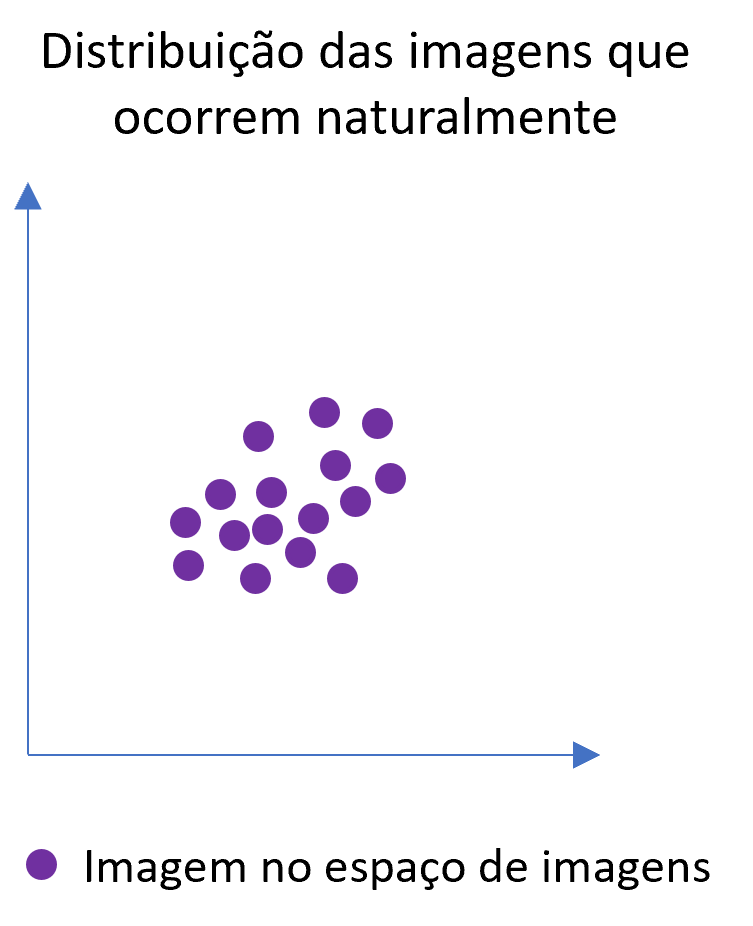 Distribuição das imagens que
ocorrem naturalmente
Imagem no espaço de imagens